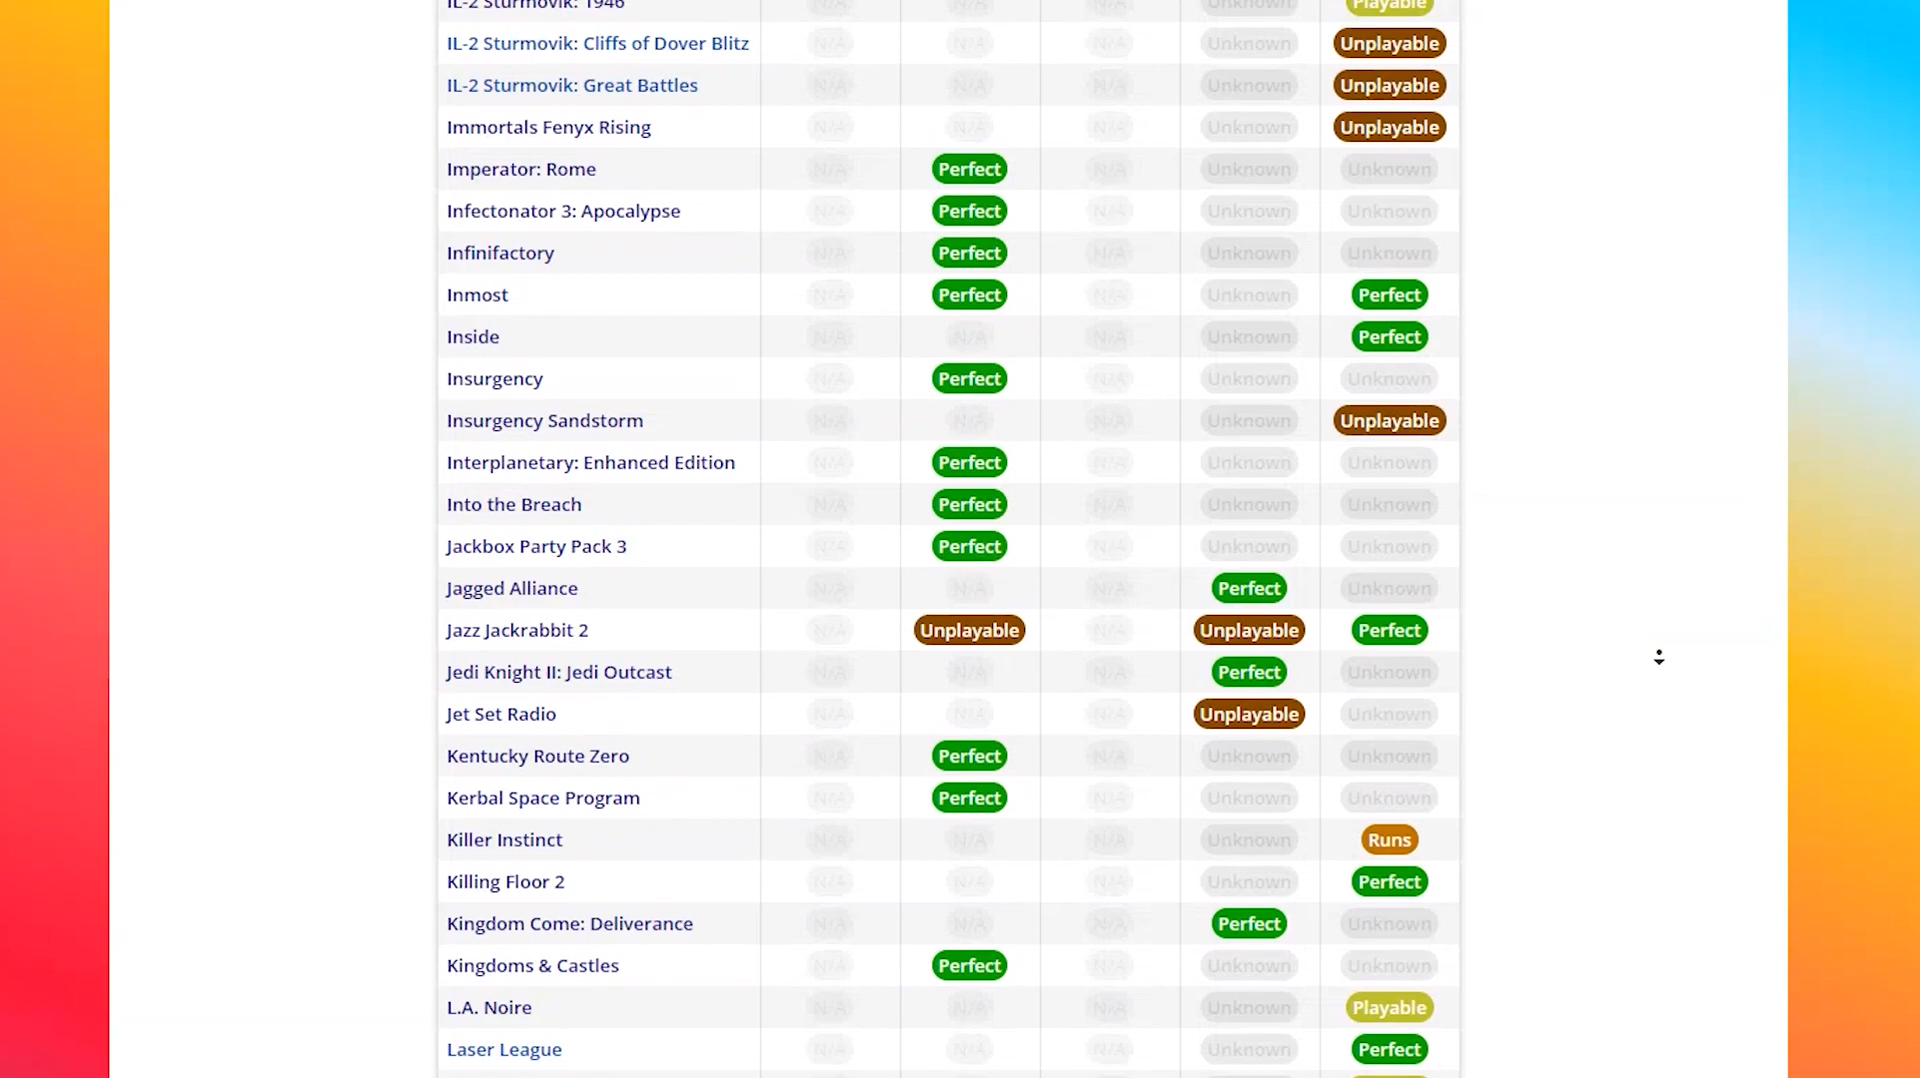 IL-2 Sturmovik: 1946 N/A N/A N/A Unknown Playable
IL-2 Sturmovik: Cliffs of Dover Blitz N/A N/A N/A Unknown Unplayable
IL-2 Sturmovik: Great Battles N/A N/A N/A Unknown Unplayable
Immortals Fenyx Rising N/A N/A N/A Unknown Unplayable
Imperator: Rome N/A Perfect N/A Unknown Unknown
Infectonator 3: Apocalypse N/A Perfect N/A Unknown Unknown
Infinifactory N/A Perfect N/A Unknown Unknown
Inmost N/A Perfect N/A Unknown Perfect
Inside N/A N/A N/A Unknown Perfect
Insurgency N/A Perfect N/A Unknown Unknown
Insurgency Sandstorm N/A N/A N/A Unknown Unplayable
Interplanetary: Enhanced Edition N/A Perfect N/A Unknown Unknown
Into the Breach N/A Perfect N/A Unknown Unknown
Jackbox Party Pack 3 N/A Perfect N/A Unknown Unknown
Jagged Alliance N/A N/A N/A Perfect Unknown
Jazz Jackrabbit 2 N/A Unplayable N/A Unplayable Perfect
Jedi Knight II: Jedi Outcast N/A N/A N/A Perfect Unknown
Jet Set Radio N/A N/A N/A Unplayable Unknown
Kentucky Route Zero N/A Perfect N/A Unknown Unknown
Kerbal Space Program N/A Perfect N/A Unknown Unknown
Killer Instinct N/A N/A N/A Unknown Runs
Killing Floor 2 N/A N/A N/A Unknown Perfect
Kingdom Come: Deliverance N/A N/A N/A Perfect Unknown
Kingdoms & Castles N/A Perfect N/A Unknown Unknown
L.A. Noire N/A N/A N/A Unknown Playable
Laser League N/A N/A N/A Unknown Perfect